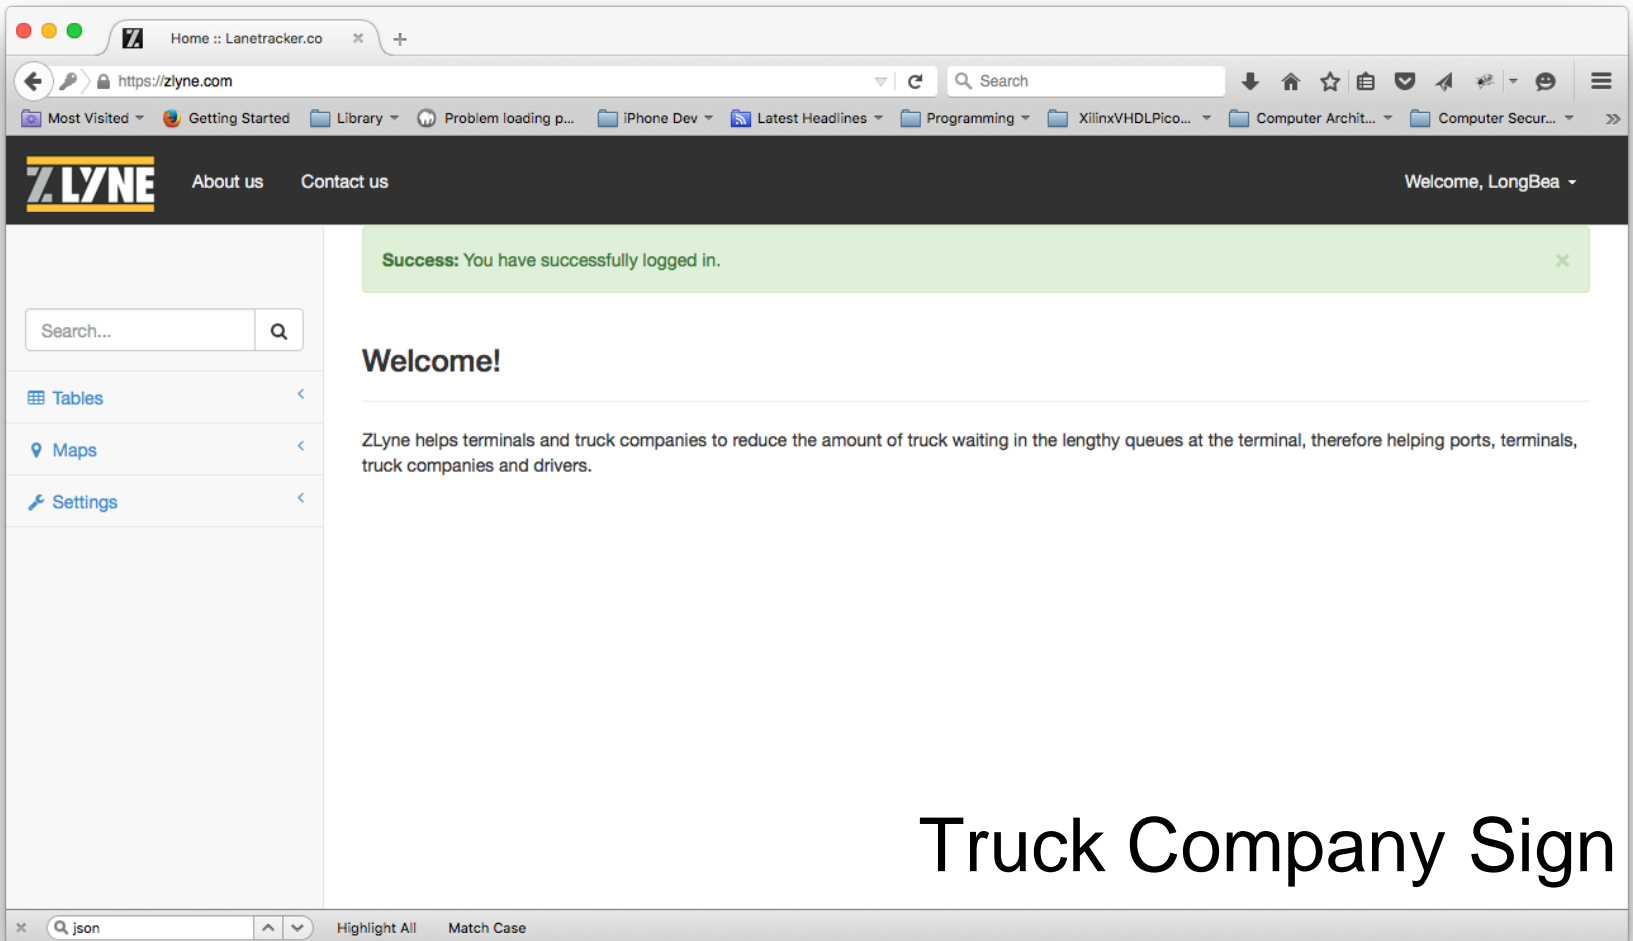 Home :: Lanetracker.co
https://zlyne.com
Search
Most Visited
Getting Started
Library
Problem loading p...
iPhone Dev
Latest Headlines
Programming
XilinxVHDLPico...
Computer Archit...
Computer Secur...
ZLYNE
About us
Contact us
Welcome, LongBea
Success: You have successfully logged in.
Search...
Welcome!
Tables
Maps
Settings
ZLyne helps terminals and truck companies to reduce the amount of truck waiting in the lengthy queues at the terminal, therefore helping ports, terminals,
truck companies and drivers.
Truck Company Sign
json
Highlight All
Match Case